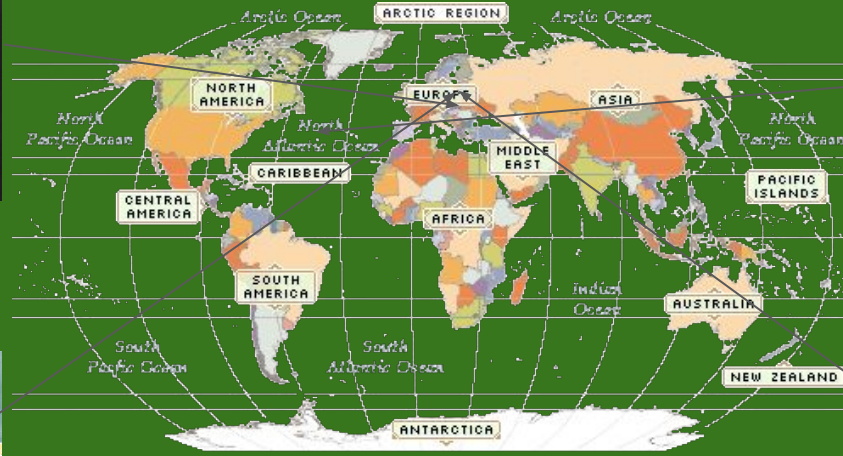 Arctic Ocean
ARCTIC REGION
Arctic Ocean
NORTH
AMERICA
EUROPE
ASIA
North
Pacific Ocean
North
Atlantic Ocean
North
Pacific Ocean
MIDDLE
EAST
CARIBBEAN
PACIFIC
ISLANDS
CENTRAL
AMERICA
AFRICA
SOUTH
AMERICA
Indian
Ocean
AUSTRALIA
South
Pacific Ocean
South
Atlantic Ocean
NEW ZEALAND
ANTARCTICA